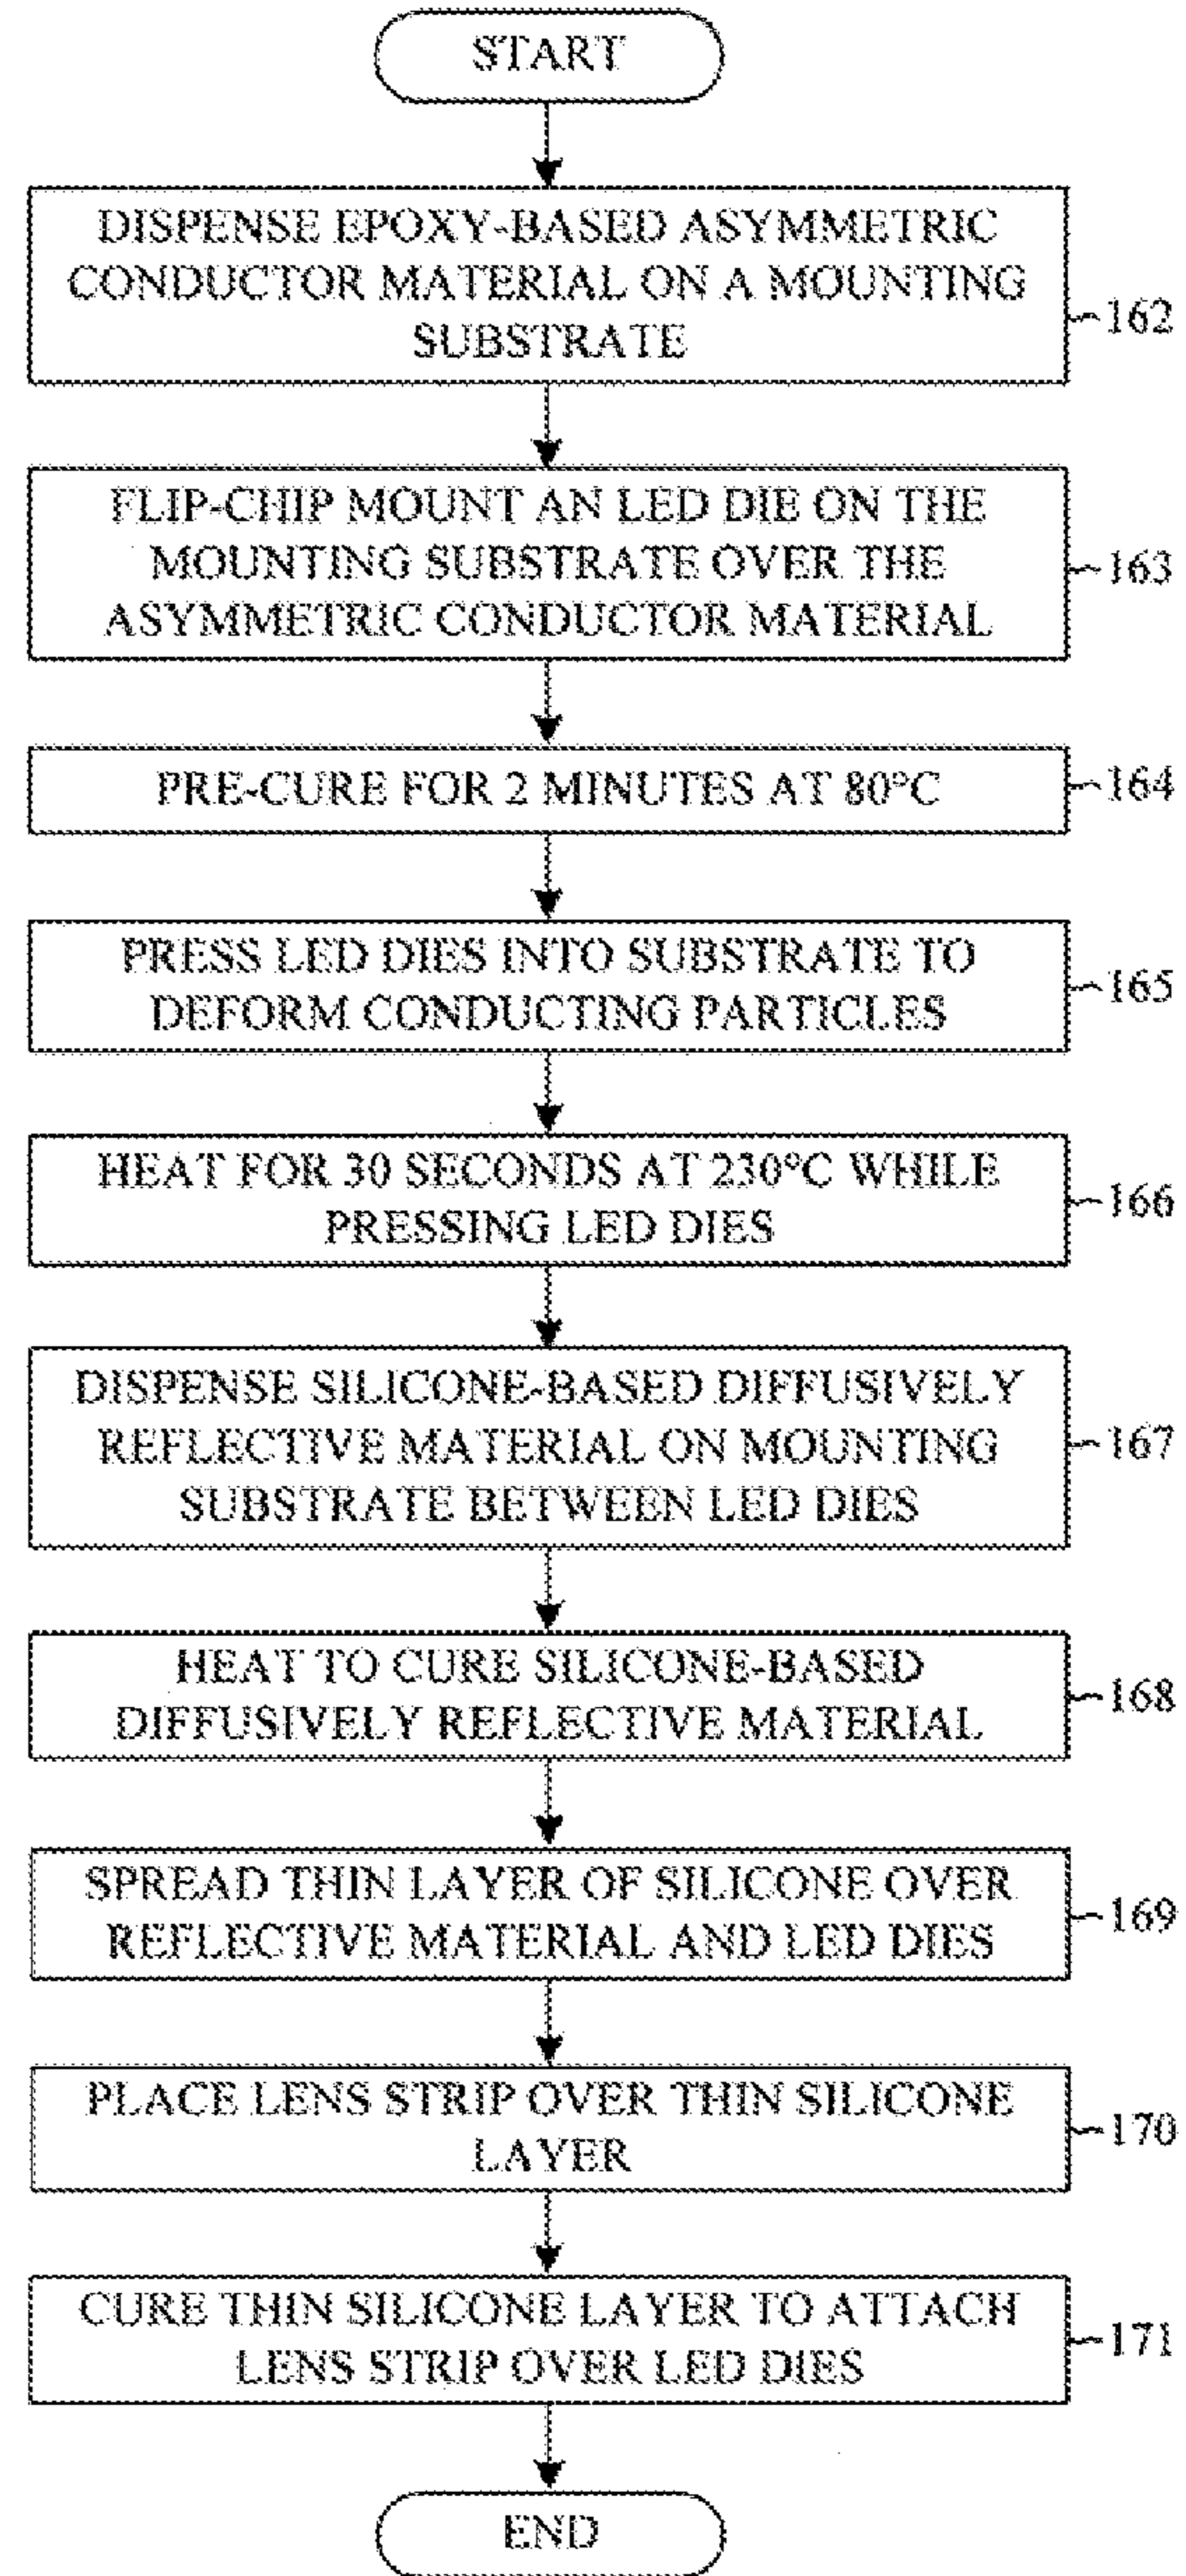 START
DISPENSE EPOXY-BASED ASYMMETRIC
CONDUCTOR MATERIAL ON A MOUNTING
SUBSTRATE
162
FLIP-CHIP MOUNT AN LED DIE ON THE
MOUNTING SUBSTRATE OVER THE
ASYMMETRIC CONDUCTOR MATERIAL
163
PRE-CURE FOR 2 MINUTES AT 80°C
164
PRESS LED DIES INTO SUBSTRATE TO
DEFORM CONDUCTING PARTICLES
165
HEAT FOR 30 SECONDS AT 230°C WHILE
PRESSING LED DIES
166
DISPENSE SILICONE-BASED DIFFUSIVELY
REFLECTIVE MATERIAL ON MOUNTING
SUBSTRATE BETWEEN LED DIES
167
HEAT TO CURE SILICONE-BASED
DIFFUSIVELY REFLECTIVE MATERIAL
168
SPREAD THIN LAYER OF SILICONE OVER
REFLECTIVE MATERIAL AND LED DIES
169
PLACE LENS STRIP OVER THIN SILICONE
LAYER
170
CURE THIN SILICONE LAYER TO ATTACH
LENS STRIP OVER LED DIES
171
END